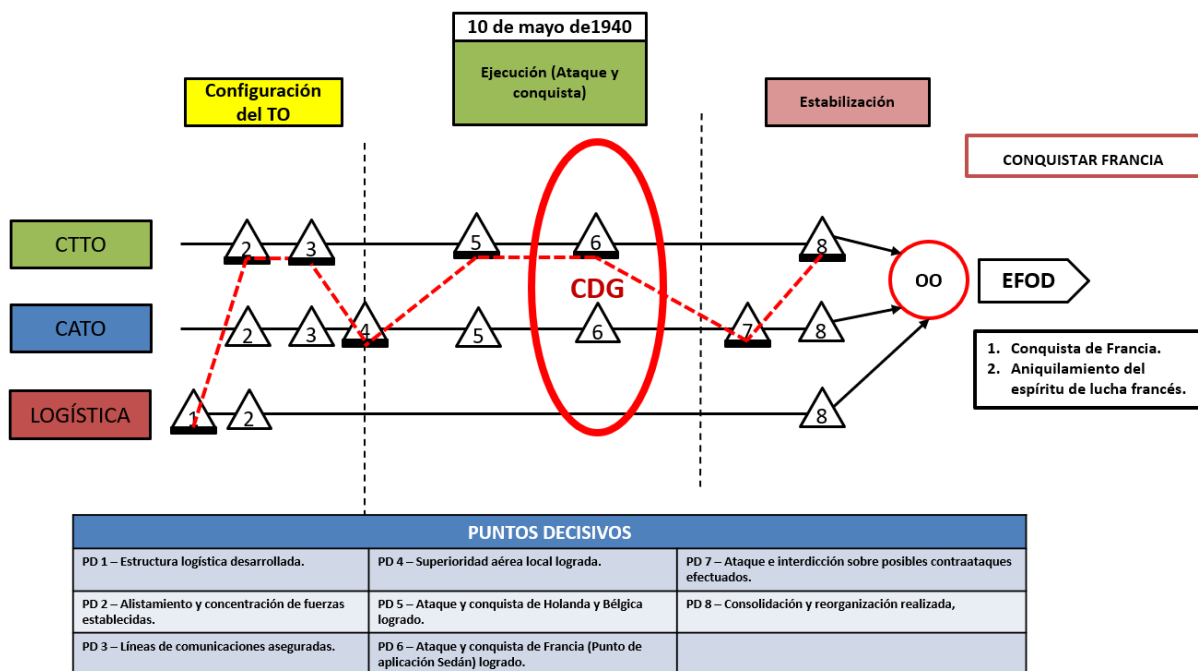 10 de mayo de1940
Ejecución (Ataque y
conquista)
Configuración
del TO
Estabilización
CONQUISTAR FRANCIA
CTTO
2
3
5
6
8
CDG
OO
EFOD
CATO
2
3
4
5
6
7
8
1. Conquista de Francia.
2. Aniquilamiento del
espíritu de lucha francés.
LOGÍSTICA
1
2
8
PUNTOS DECISIVOS
PD 1 – Estructura logística desarrollada.
PD 4 – Superioridad aérea local lograda.
PD 7 – Ataque e interdicción sobre posibles contraataques
efectuados.
PD 2 – Alistamiento y concentración de fuerzas
establecidas.
PD 5 – Ataque y conquista de Holanda y Bélgica
logrado.
PD 8 – Consolidación y reorganización realizada,
PD 3 – Líneas de comunicaciones aseguradas.
PD 6 – Ataque y conquista de Francia (Punto de
aplicación Sedán) logrado.